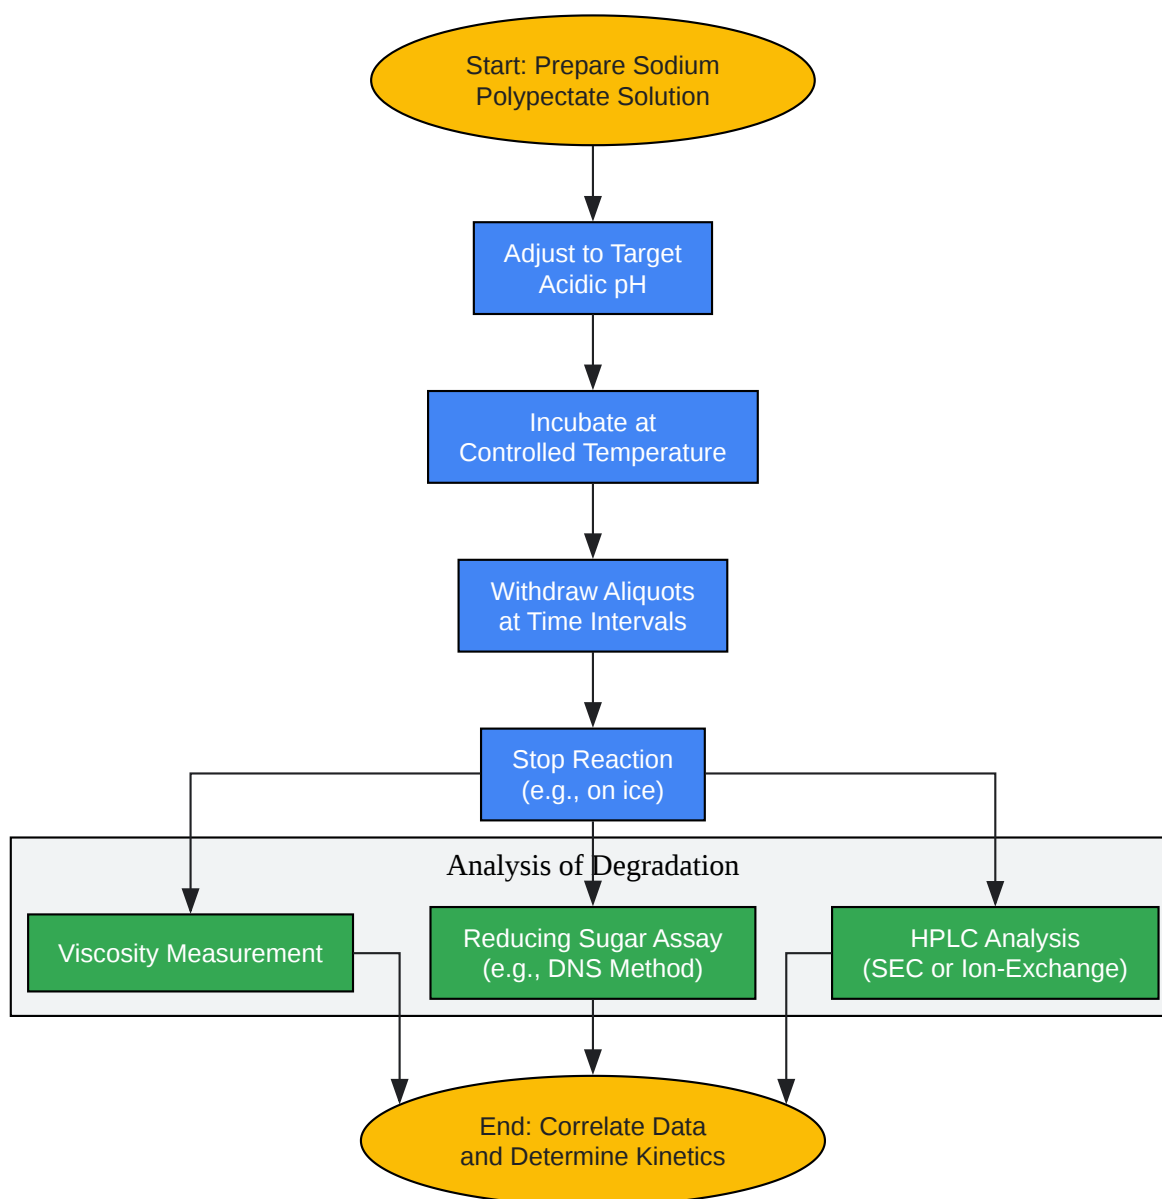 Start: Prepare Sodium
Polypectate Solution
Adjust to Target
Acidic pH
Incubate at
Controlled Temperature
Withdraw Aliquots
at Time Intervals
Stop Reaction
(e.g., on ice)
Analysis of Degradation
Viscosity Measurement
Reducing Sugar Assay
(e.g., DNS Method)
HPLC Analysis
(SEC or Ion-Exchange)
End: Correlate Data
and Determine Kinetics